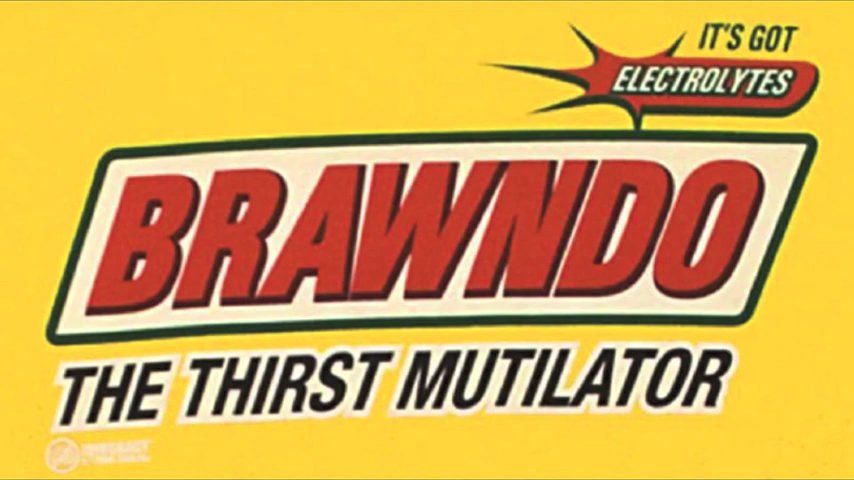 IT'S GOT
ELECTROLYTES
BRAWNDO
THE THIRST MUTILATOR